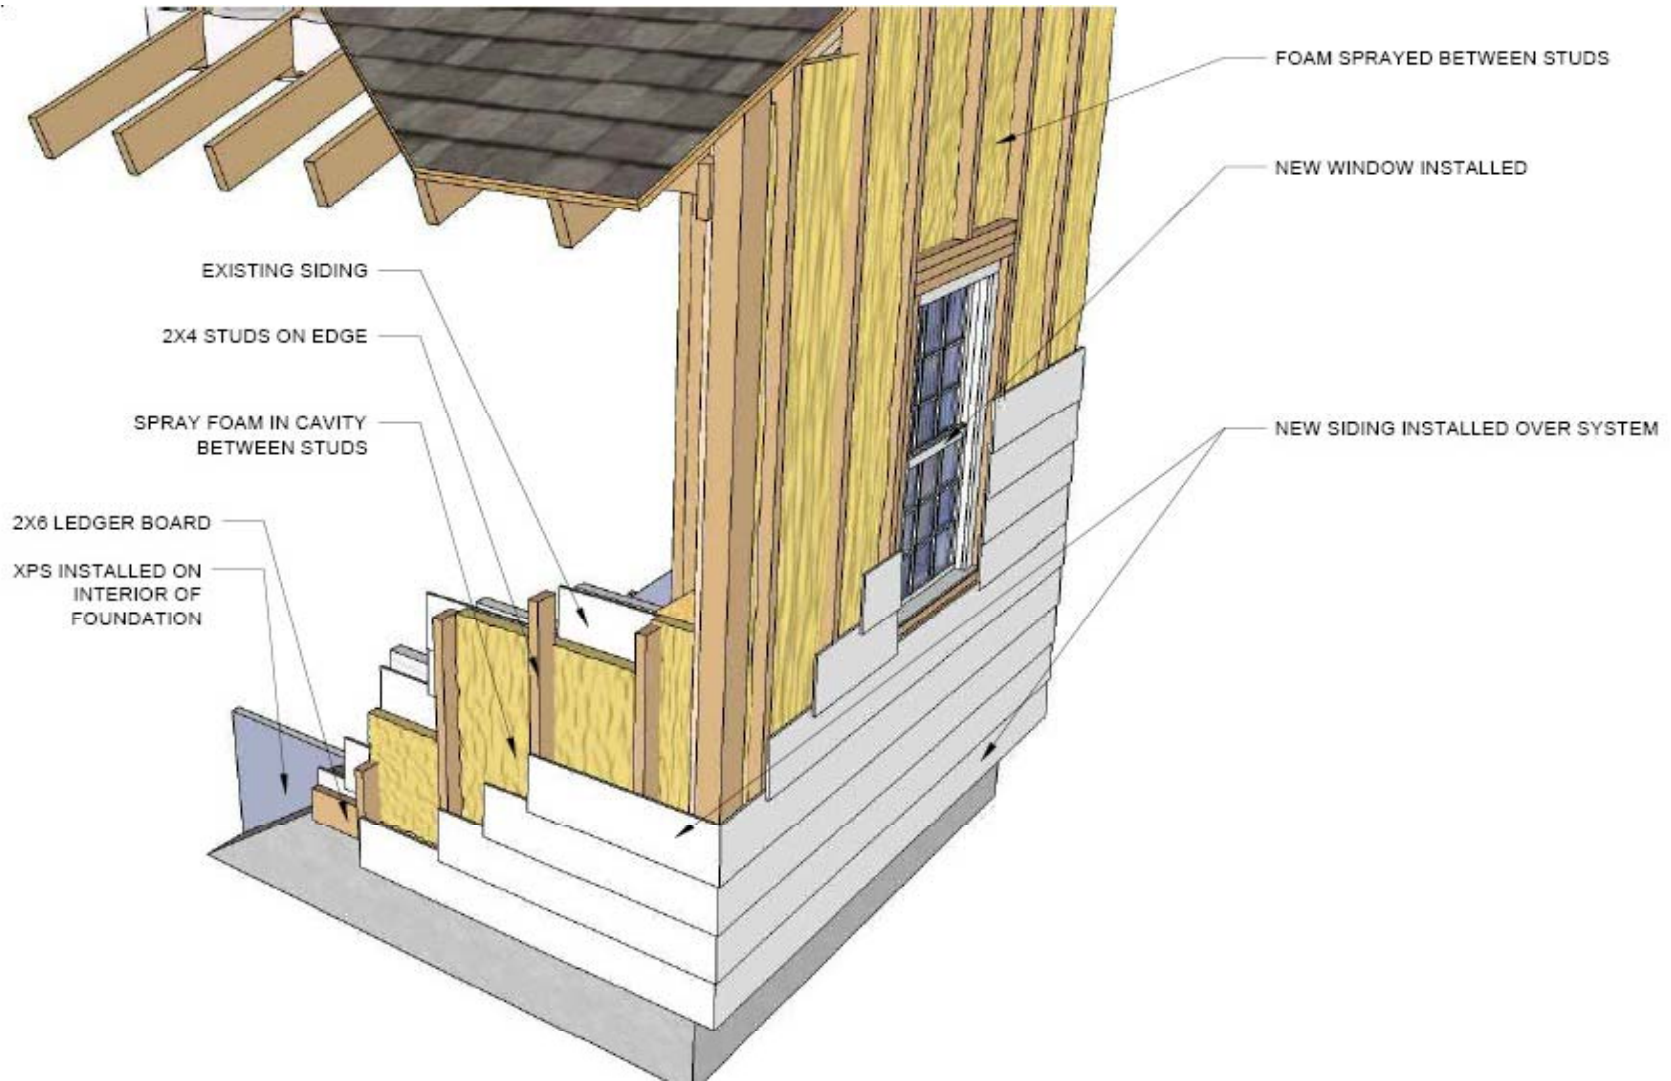 FOAM SPRAYED BETWEEN STUDS
NEW WINDOW INSTALLED
EXISTING SIDING
2X4 STUDS ON EDGE
SPRAY FOAM IN CAVITY
BETWEEN STUDS
NEW SIDING INSTALLED OVER SYSTEM
2X6 LEDGER BOARD
XPS INSTALLED ON
INTERIOR OF
FOUNDATION